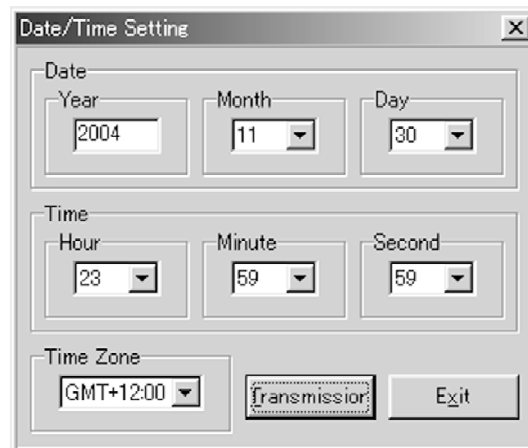 Date/Time Setting
Date
Year Month Day
2004 11 30
Time
Hour Minute Second
23 59 59
Time Zone
GMT+12:00 Transmission Exit